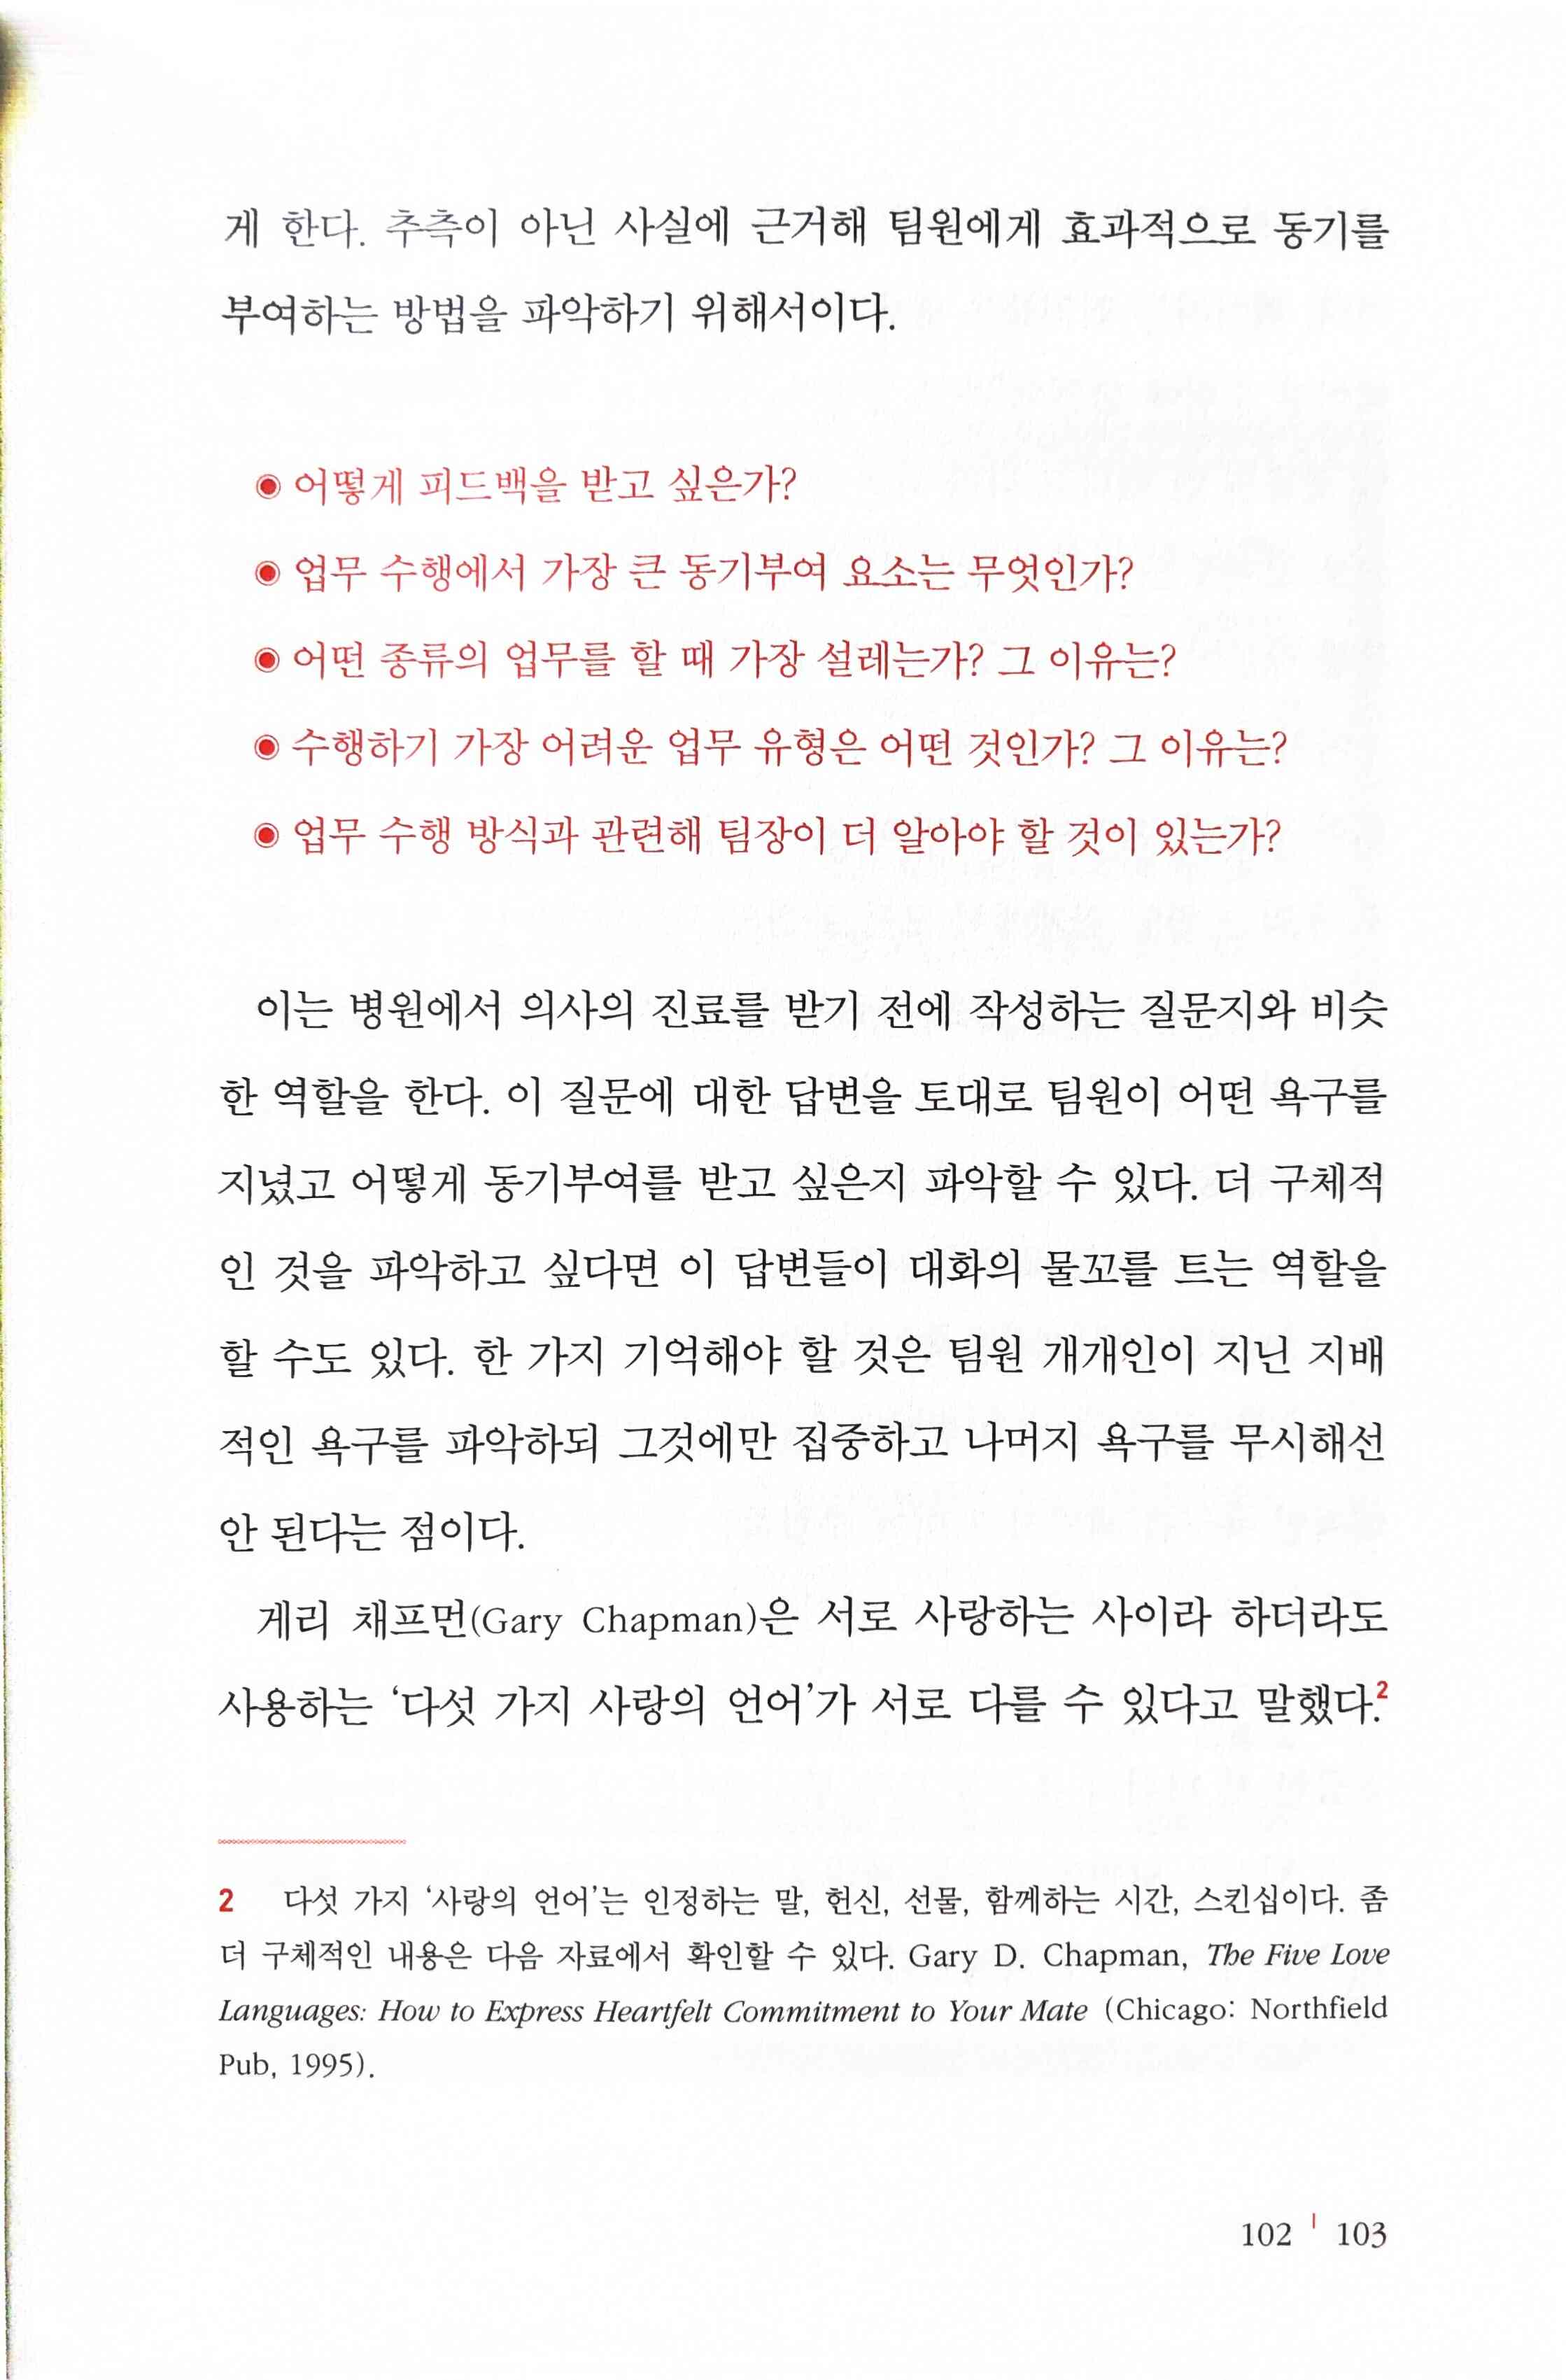 게 한다. 추측이 아닌 사실에 근거해 팀원에게 효과적으로 동기를
부여하는 방법을 파악하기 위해서이다.
◉ 어떻게 피드백을 받고 싶은가?
◉ 업무 수행에서 가장 큰 동기부여 요소는 무엇인가?
◉ 어떤 종류의 업무를 할 때 가장 설레는가? 그 이유는?
◉ 수행하기 가장 어려운 업무 유형은 어떤 것인가? 그 이유는?
◉ 업무 수행 방식과 관련해 팀장이 더 알아야 할 것이 있는가?
이는 병원에서 의사의 진료를 받기 전에 작성하는 질문지와 비슷
한 역할을 한다. 이 질문에 대한 답변을 토대로 팀원이 어떤 욕구를
지녔고 어떻게 동기부여를 받고 싶은지 파악할 수 있다. 더 구체적
인 것을 파악하고 싶다면 이 답변들이 대화의 물꼬를 트는 역할을
할 수도 있다. 한 가지 기억해야 할 것은 팀원 개개인이 지닌 지배
적인 욕구를 파악하되 그것에만 집중하고 나머지 욕구를 무시해선
안 된다는 점이다.
게리 채프먼(Gary Chapman)은 서로 사랑하는 사이라 하더라도
사용하는 ‘다섯 가지 사랑의 언어’가 서로 다를 수 있다고 말했다.²
2 다섯 가지 ‘사랑의 언어’는 인정하는 말, 헌신, 선물, 함께하는 시간, 스킨십이다. 좀
더 구체적인 내용은 다음 자료에서 확인할 수 있다. Gary D. Chapman, The Five Love
Languages: How to Express Heartfelt Commitment to Your Mate (Chicago: Northfield
Pub, 1995).
102 | 103